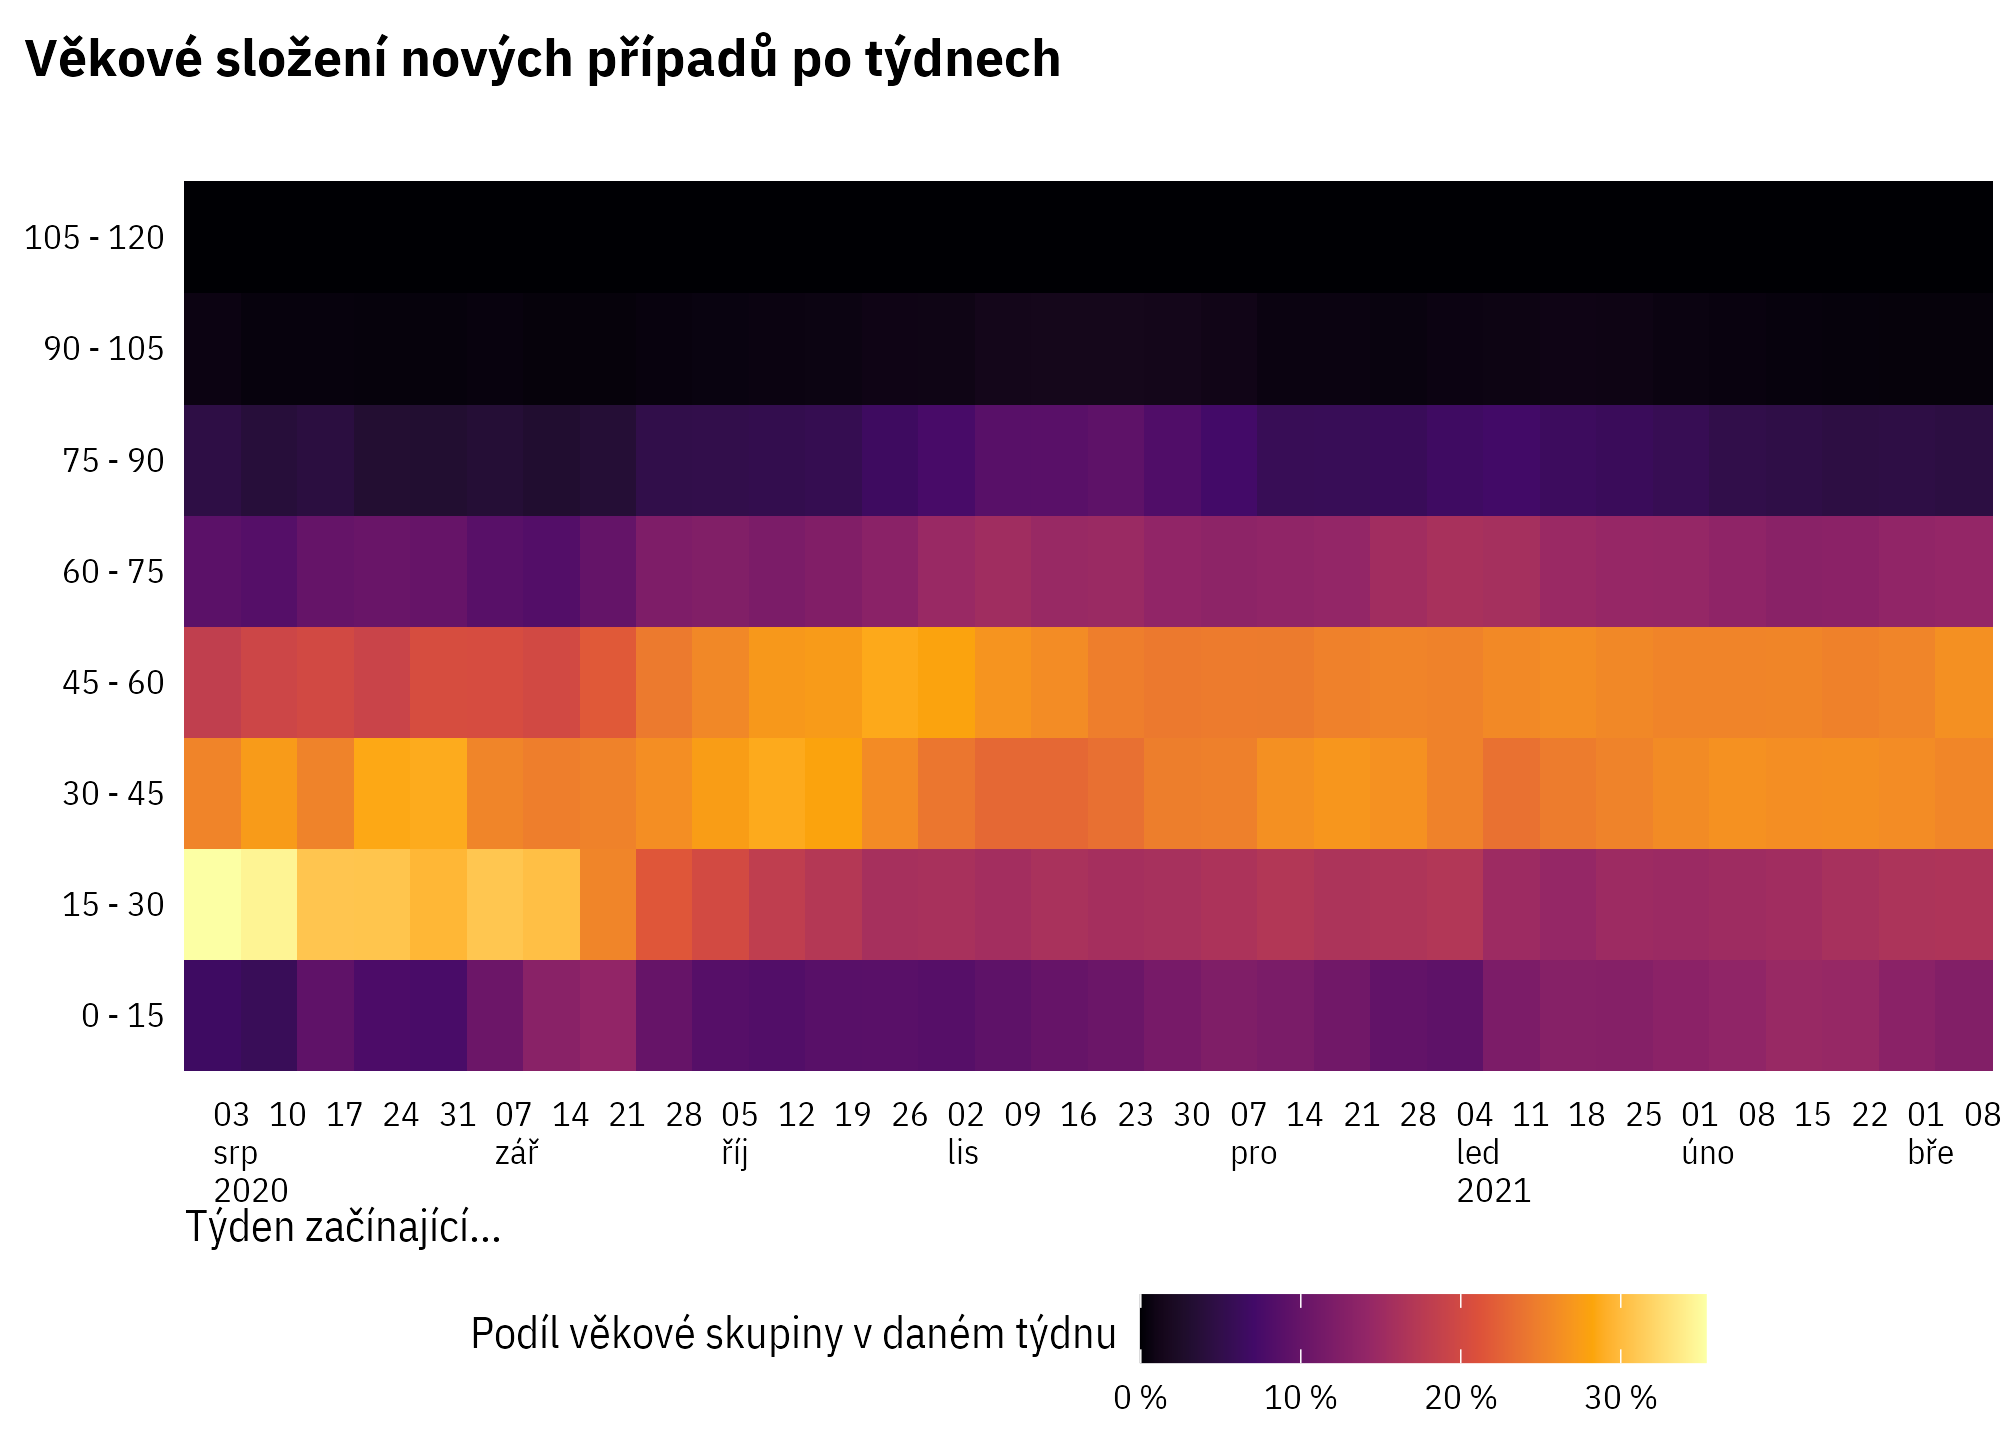 Věkové složení nových případů po týdnech
105 - 120
90 - 105
75 - 90
60 - 75
45 - 60
30 - 45
15 - 30
0 - 15
03 10 17 24 31 07 14 21 28 05 12 19 26 02 09 16 23 30 07 14 21 28 04 11 18 25 01 08 15 22 01 08
srp zář říj lis pro led úno bře
2020 2021
Týden začínající...
Podíl věkové skupiny v daném týdnu
0 % 10 % 20 % 30 %